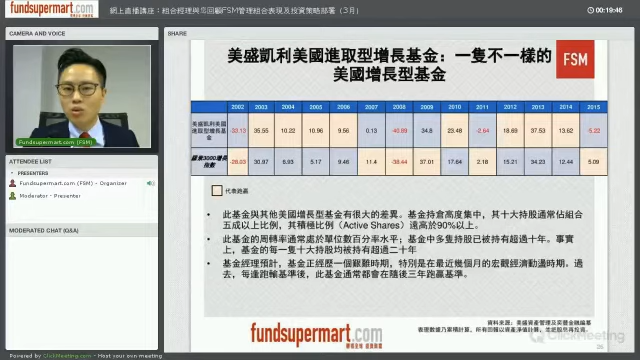 fundsupermart.com
網上直播講座：組合經理與您回顧FSM管理組合表現及投資策略部署（3月）
00:19:46
CAMERA AND VOICE
Fundsupermart.com (FSM)
ATTENDEE LIST
PRESENTERS
Fundsupermart.com (FSM) - Organizer
Moderator - Presenter
MODERATED CHAT (Q&A)
SHARE
美盛凱利美國進取型增長基金：一隻不一樣的
美國增長型基金
FSM
2002 2003 2004 2005 2006 2007 2008 2009 2010 2011 2012 2013 2014 2015
美盛凱利美國進取型增長基金 -33.13 35.55 10.22 10.96 9.56 0.13 -40.89 34.8 23.48 -2.64 18.69 37.53 13.62 -5.22
羅素3000增長指數 -28.03 30.97 6.93 5.17 9.46 11.4 -38.44 37.01 17.64 2.18 15.21 34.23 12.44 5.09
代表跑贏
• 此基金與其他美國增長型基金有很大的差異。基金持倉高度集中，其十大持股通常佔組合
五成以上比例，其積極比例（Active Shares）遠高於90%以上。
• 此基金的周轉率通常處於單位數百分率水平；基金中多隻持股已被持有超過十年。事實
上，基金的每一隻十大持股均被持有超過二十年
• 基金經理預計，基金正經歷一個艱難時期，特別是在最近幾個月的宏觀經濟動盪時期。過
去，每逢跑輸基準後，此基金通常都會在隨後三年跑贏基準。
fundsupermart.com
ClickMeeting
Powered by ClickMeeting.com - Host your own meeting